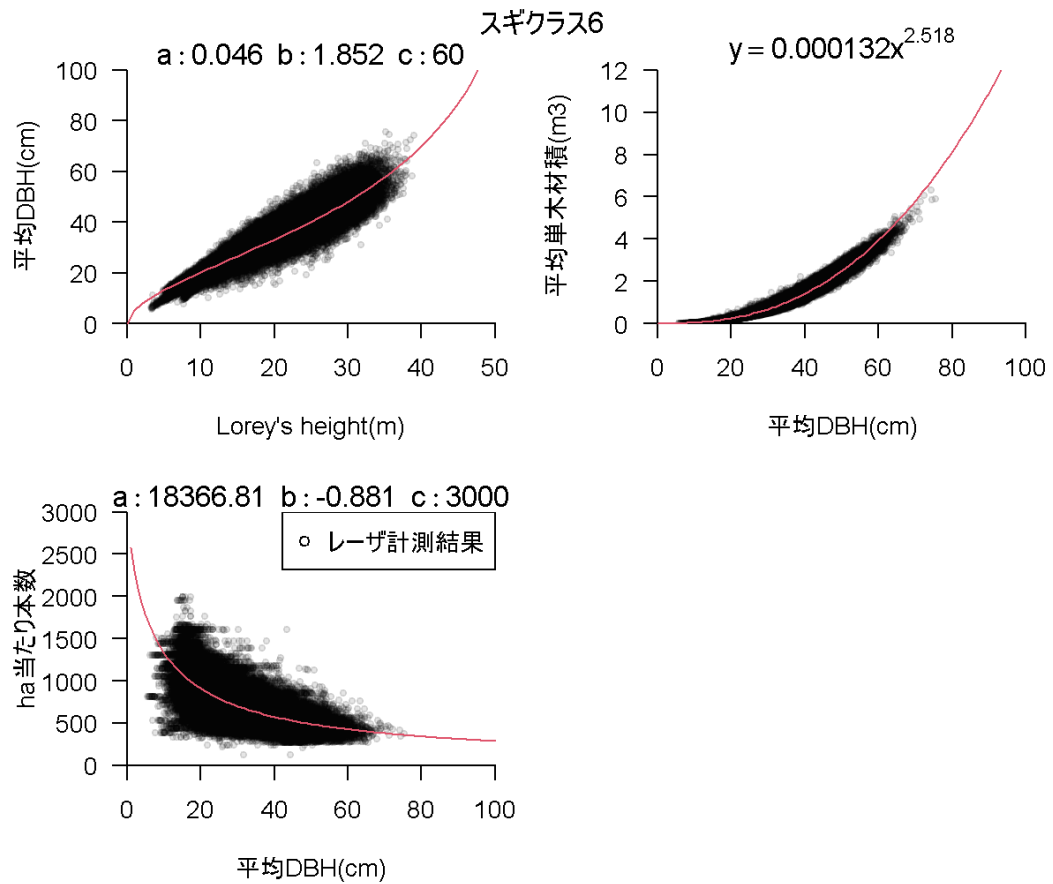 スギクラス6
a : 0.046 b : 1.852 c : 60
100
80
60
40
20
0
平均DBH(cm)
0 10 20 30 40 50
Lorey's height(m)
y = 0.000132x^2.518
12
10
8
6
4
2
0
平均単木材積(m3)
0 20 40 60 80 100
平均DBH(cm)
a : 18366.81 b : -0.881 c : 3000
3000
2500
2000
1500
1000
500
0
ha当たり本数
レーザ計測結果
0 20 40 60 80 100
平均DBH(cm)